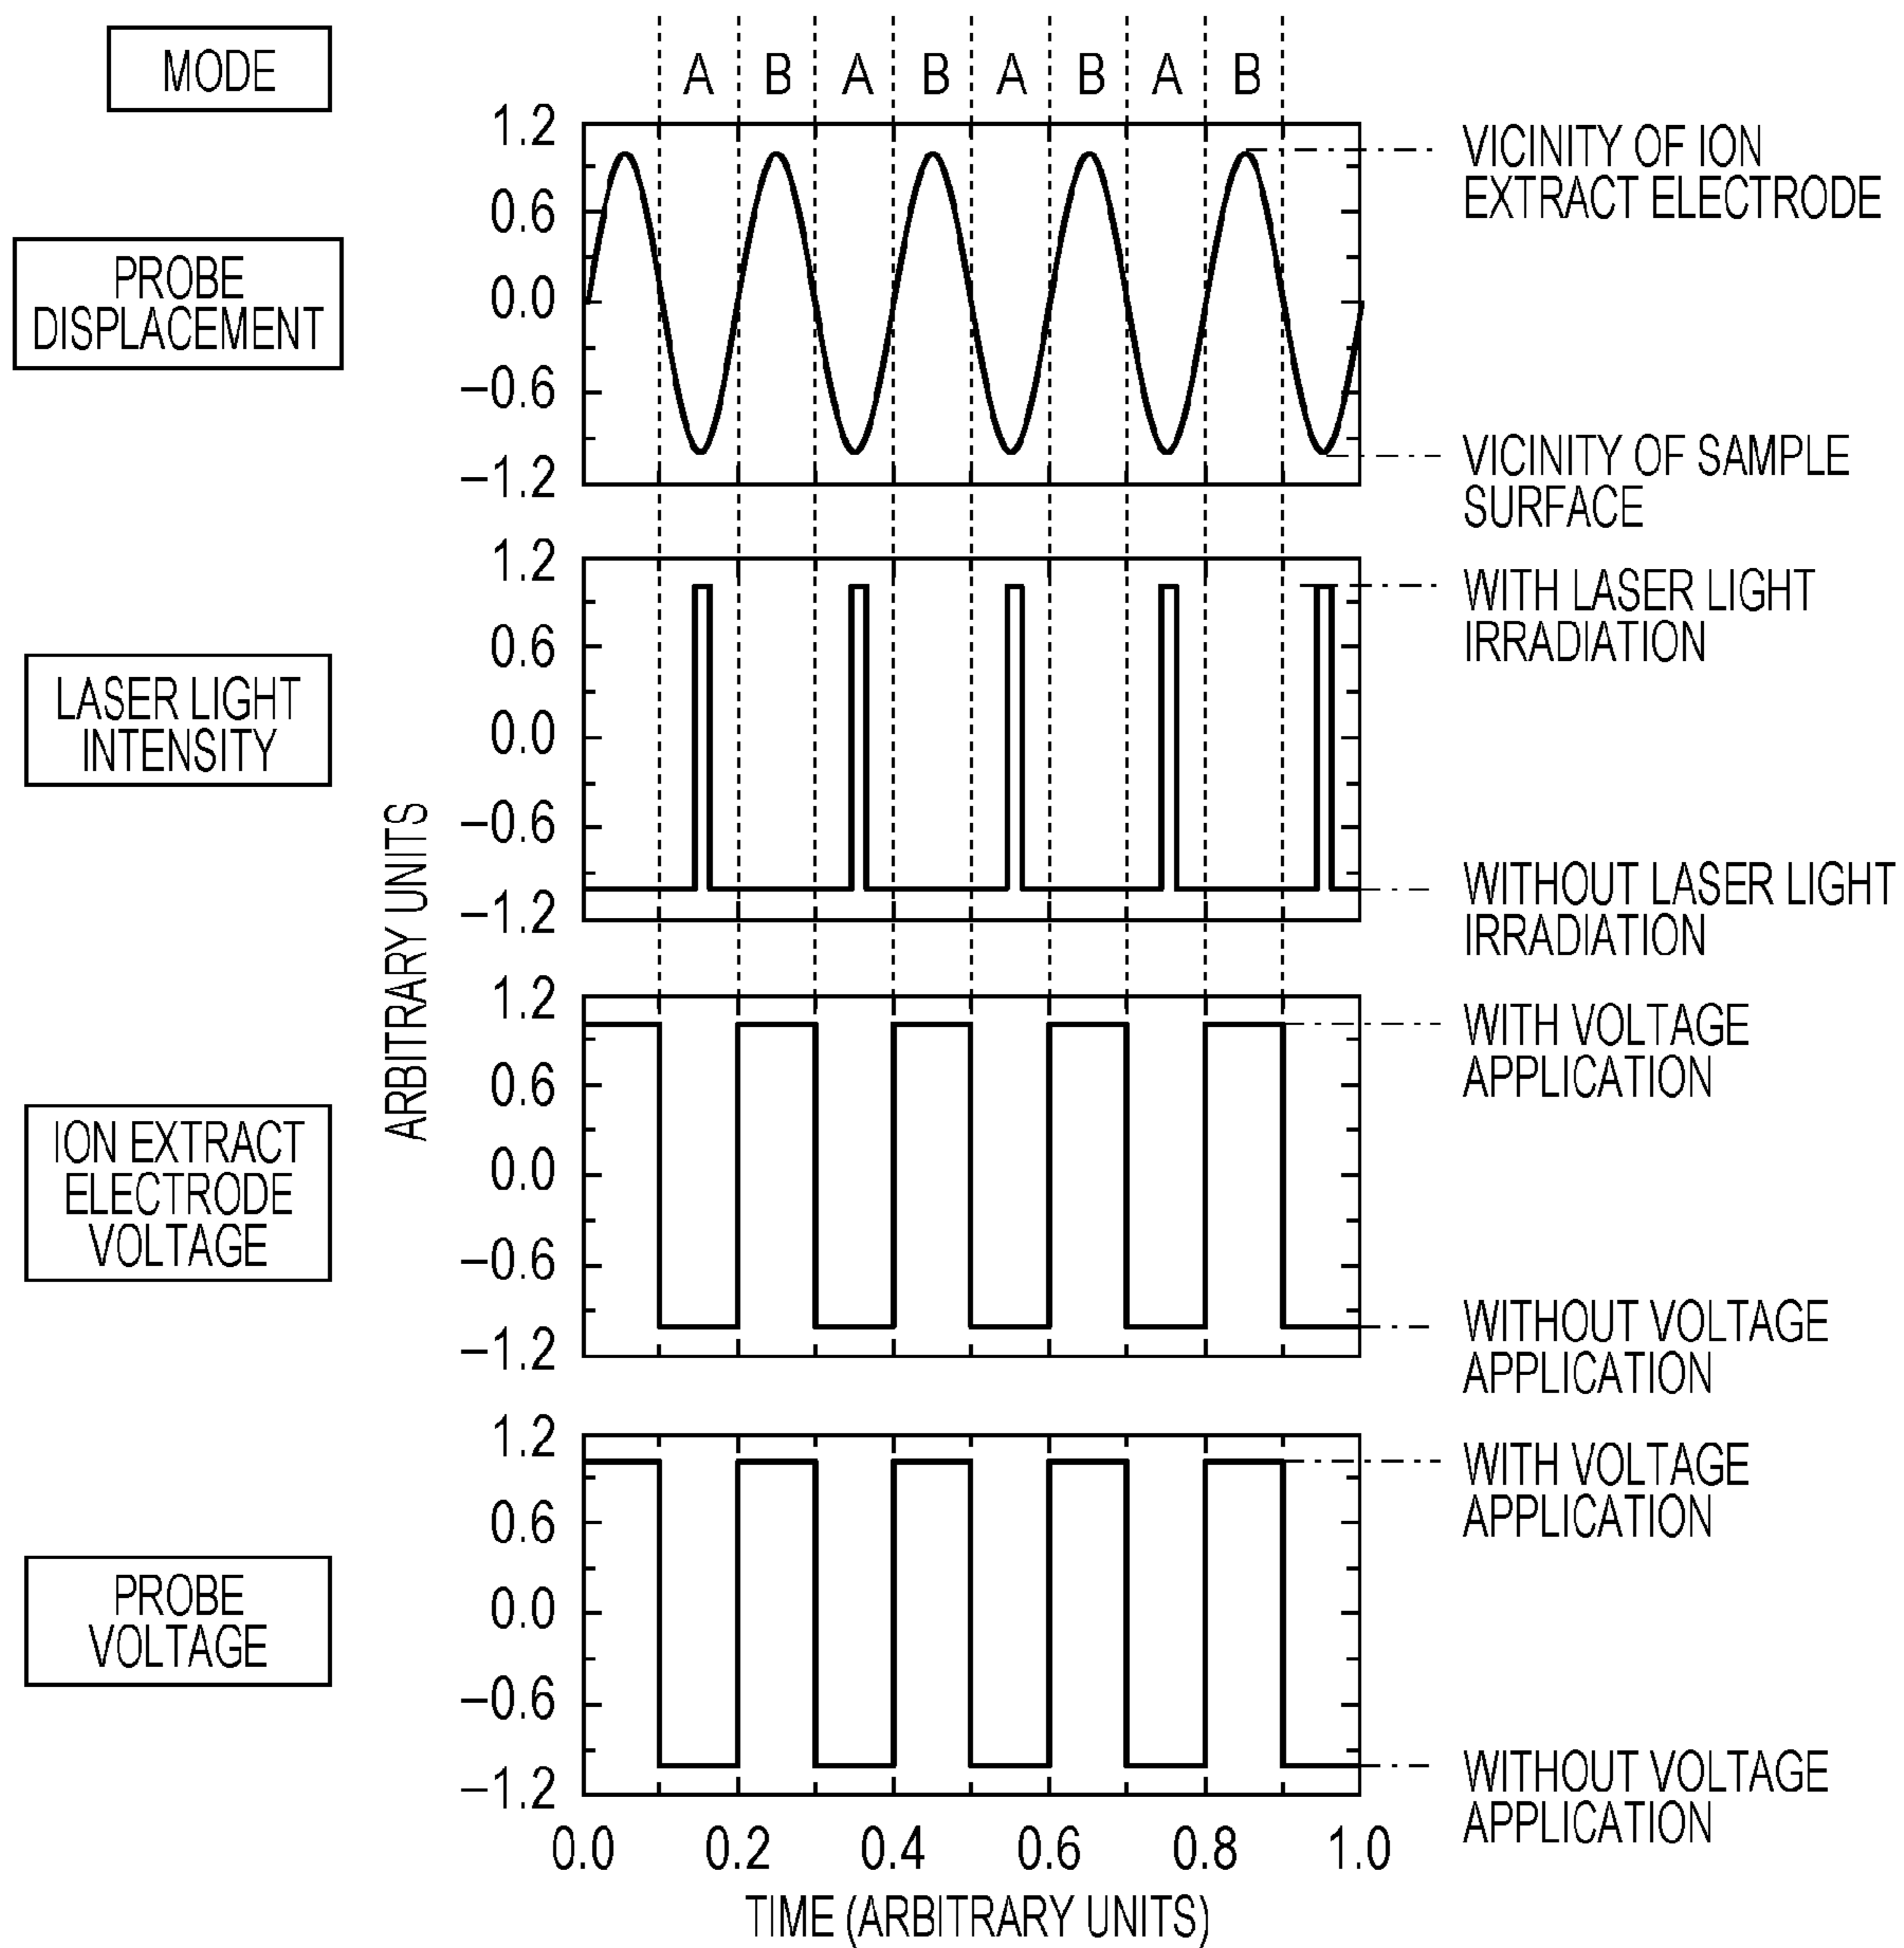 MODE
A B A B A B A B
PROBE
DISPLACEMENT
1.2
0.6
0.0
−0.6
−1.2
VICINITY OF ION
EXTRACT ELECTRODE
VICINITY OF SAMPLE
SURFACE
LASER LIGHT
INTENSITY
1.2
0.6
0.0
−0.6
−1.2
WITH LASER LIGHT
IRRADIATION
WITHOUT LASER LIGHT
IRRADIATION
ARBITRARY UNITS
ION EXTRACT
ELECTRODE
VOLTAGE
1.2
0.6
0.0
−0.6
−1.2
WITH VOLTAGE
APPLICATION
WITHOUT VOLTAGE
APPLICATION
PROBE
VOLTAGE
1.2
0.6
0.0
−0.6
−1.2
WITH VOLTAGE
APPLICATION
WITHOUT VOLTAGE
APPLICATION
0.0 0.2 0.4 0.6 0.8 1.0
TIME (ARBITRARY UNITS)